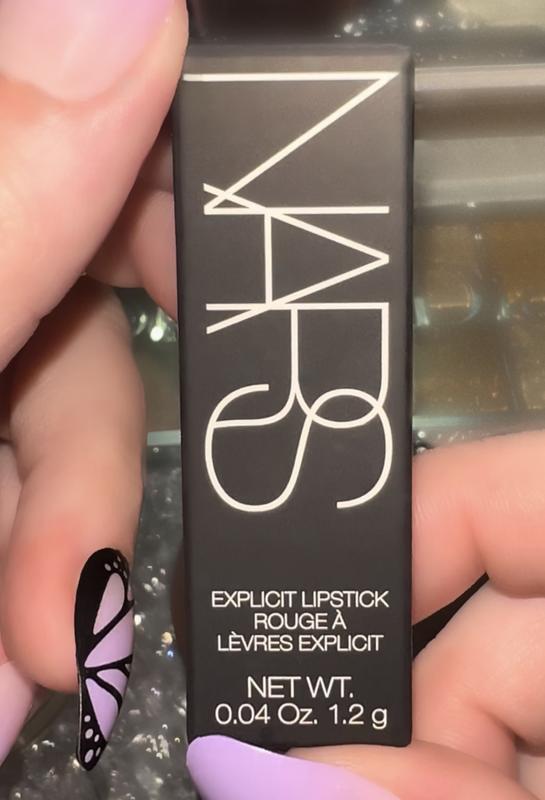 NARS
EXPLICIT LIPSTICK
ROUGE À
LÈVRES EXPLICIT
NET WT.
0.04 Oz. 1.2 g